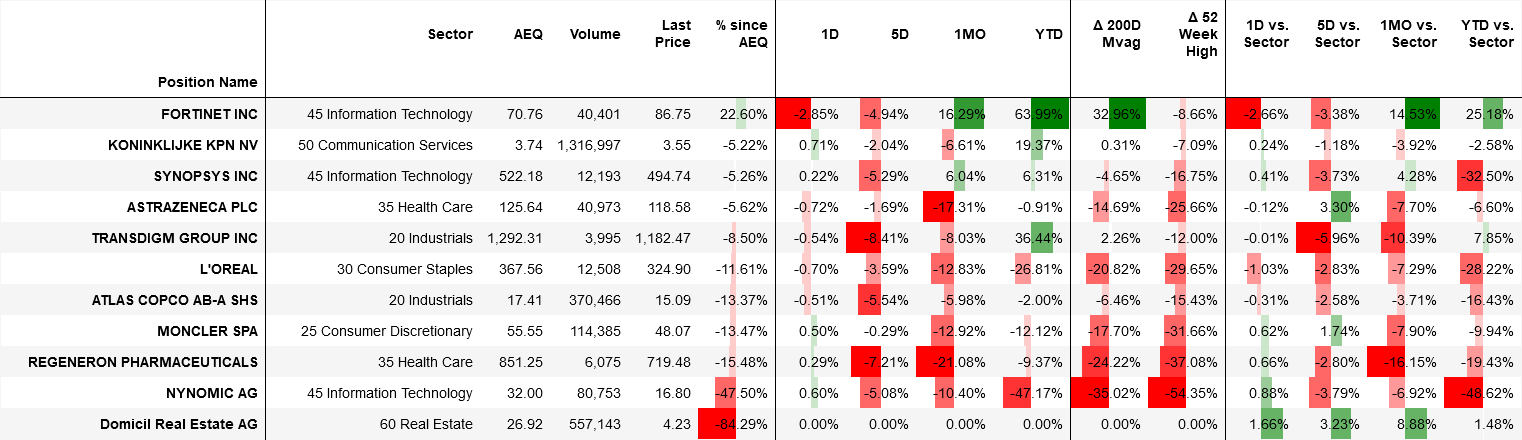 Position Name Sector AEQ Volume Last Price % since AEQ 1D 5D 1MO YTD Δ 200D Mvag Δ 52 Week High 1D vs. Sector 5D vs. Sector 1MO vs. Sector YTD vs. Sector
FORTINET INC 45 Information Technology 70.76 40,401 86.75 22.60% -2.85% -4.94% 16.29% 63.99% 32.96% -8.66% -2.66% -3.38% 14.53% 25.18%
KONINKLIJKE KPN NV 50 Communication Services 3.74 1,316,997 3.55 -5.22% 0.71% -2.04% -6.61% 19.37% 0.31% -7.09% 0.24% -1.18% -3.92% -2.58%
SYNOPSYS INC 45 Information Technology 522.18 12,193 494.74 -5.26% 0.22% -5.29% 6.04% 6.31% -4.65% -16.75% 0.41% -3.73% 4.28% -32.50%
ASTRAZENECA PLC 35 Health Care 125.64 40,973 118.58 -5.62% -0.72% -1.69% -17.31% -0.91% -14.69% -25.66% -0.12% 3.30% -7.70% -6.60%
TRANSDIGM GROUP INC 20 Industrials 1,292.31 3,995 1,182.47 -8.50% -0.54% -8.41% -8.03% 36.44% 2.26% -12.00% -0.01% -5.96% -10.39% 7.85%
L'OREAL 30 Consumer Staples 367.56 12,508 324.90 -11.61% -0.70% -3.59% -12.83% -26.81% -20.82% -29.65% -1.03% -2.83% -7.29% -28.22%
ATLAS COPCO AB-A SHS 20 Industrials 17.41 370,466 15.09 -13.37% -0.51% -5.54% -5.98% -2.00% -6.46% -15.43% -0.31% -2.58% -3.71% -16.43%
MONCLER SPA 25 Consumer Discretionary 55.55 114,385 48.07 -13.47% 0.50% -0.29% -12.92% -12.12% -17.70% -31.66% 0.62% 1.74% -7.90% -9.94%
REGENERON PHARMACEUTICALS 35 Health Care 851.25 6,075 719.48 -15.48% 0.29% -7.21% -21.08% -9.37% -24.22% -37.08% 0.66% -2.80% -16.15% -19.43%
NYNOMIC AG 45 Information Technology 32.00 80,753 16.80 -47.50% 0.60% -5.08% -10.40% -47.17% -35.02% -54.35% 0.88% -3.79% -6.92% -48.62%
Domicil Real Estate AG 60 Real Estate 26.92 557,143 4.23 -84.29% 0.00% 0.00% 0.00% 0.00% 0.00% 0.00% 1.66% 3.23% 8.88% 1.48%